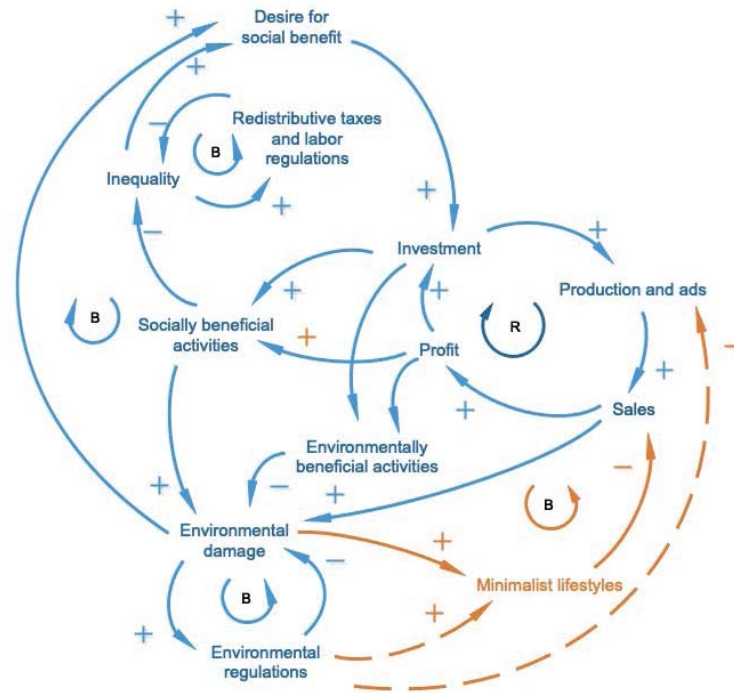 +
Desire for
social benefit
+
−
Redistributive taxes
and labor
regulations
B
Inequality
+
+
−
Investment
+
Production and ads
+
+
B
Socially beneficial
activities
+
R
Profit
−
+
+
Sales
Environmentally
beneficial activities
−
+
−
+
B
Environmental
damage
+
−
Minimalist lifestyles
B
+
+
Environmental
regulations